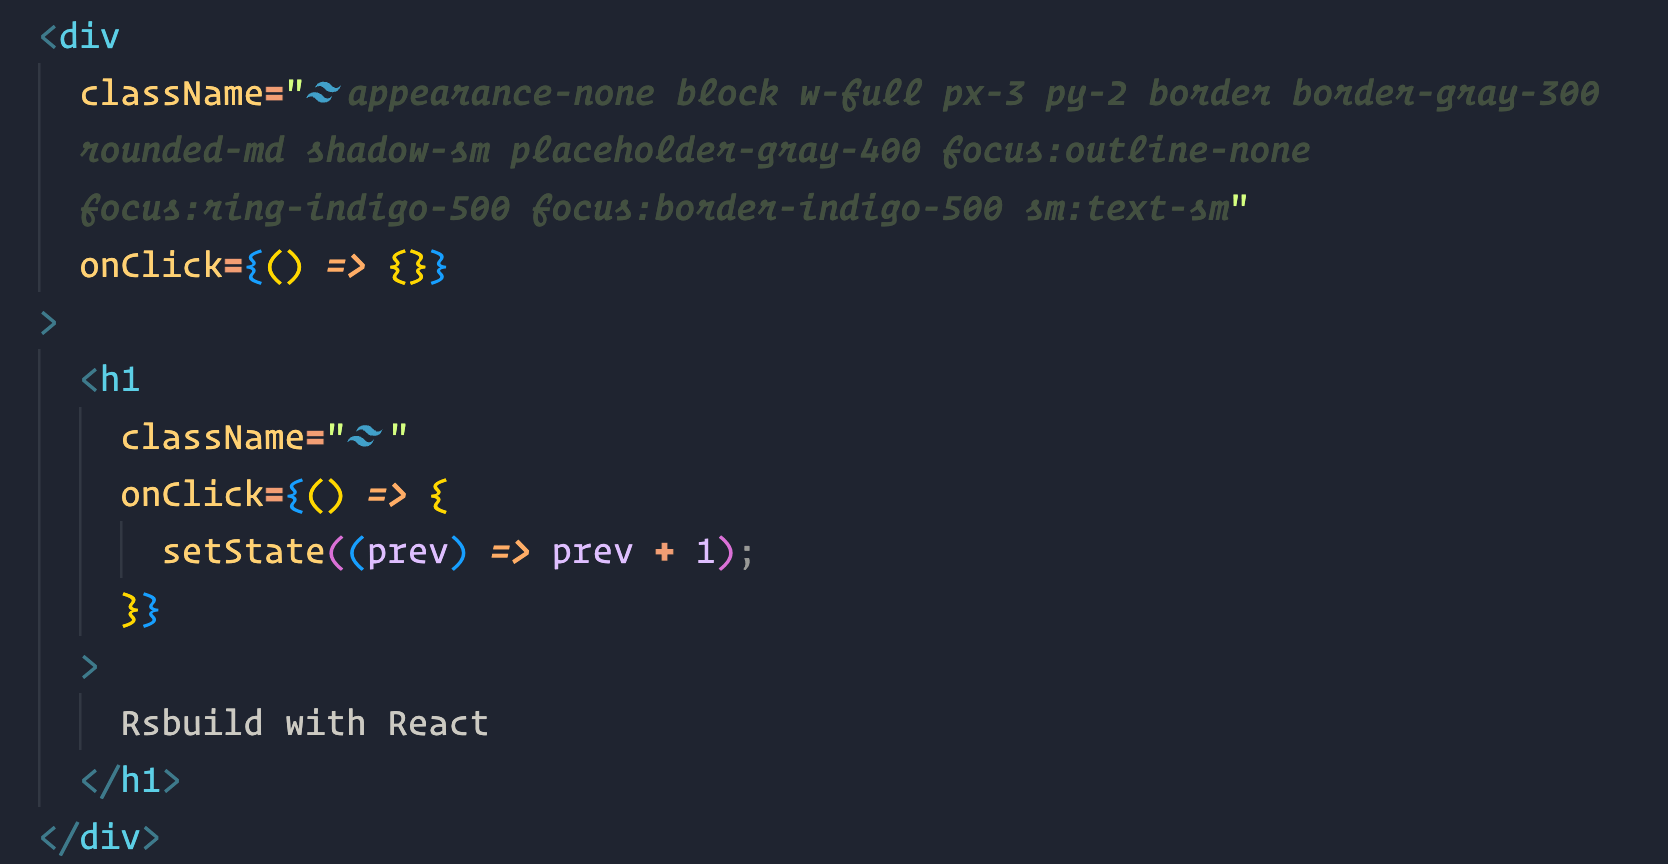 <div
className="appearance-none block w-full px-3 py-2 border border-gray-300
rounded-md shadow-sm placeholder-gray-400 focus:outline-none
focus:ring-indigo-500 focus:border-indigo-500 sm:text-sm"
onClick={() => {}}
>
<h1
className=""
onClick={() => {
setState((prev) => prev + 1);
}}
>
Rsbuild with React
</h1>
</div>